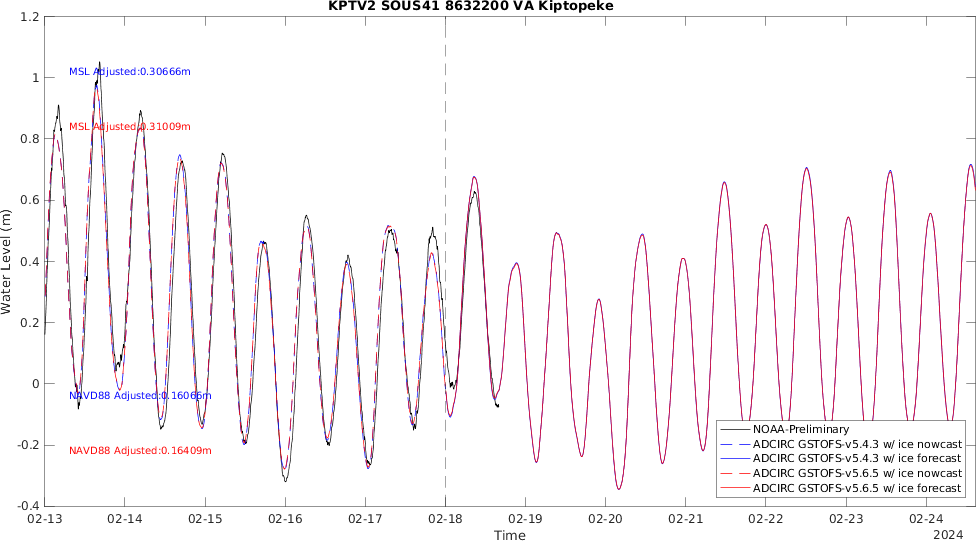 KPTV2 SOUS41 8632200 VA Kiptopeke
1.2
1
0.8
0.6
0.4
0.2
0
-0.2
-0.4
Water Level (m)
MSL Adjusted:0.30666m
MSL Adjusted:0.31009m
NAVD88 Adjusted:0.16066m
NAVD88 Adjusted:0.16409m
NOAA-Preliminary
ADCIRC GSTOFS-v5.4.3 w/ ice nowcast
ADCIRC GSTOFS-v5.4.3 w/ ice forecast
ADCIRC GSTOFS-v5.6.5 w/ ice nowcast
ADCIRC GSTOFS-v5.6.5 w/ ice forecast
02-13 02-14 02-15 02-16 02-17 02-18 02-19 02-20 02-21 02-22 02-23 02-24
Time
2024